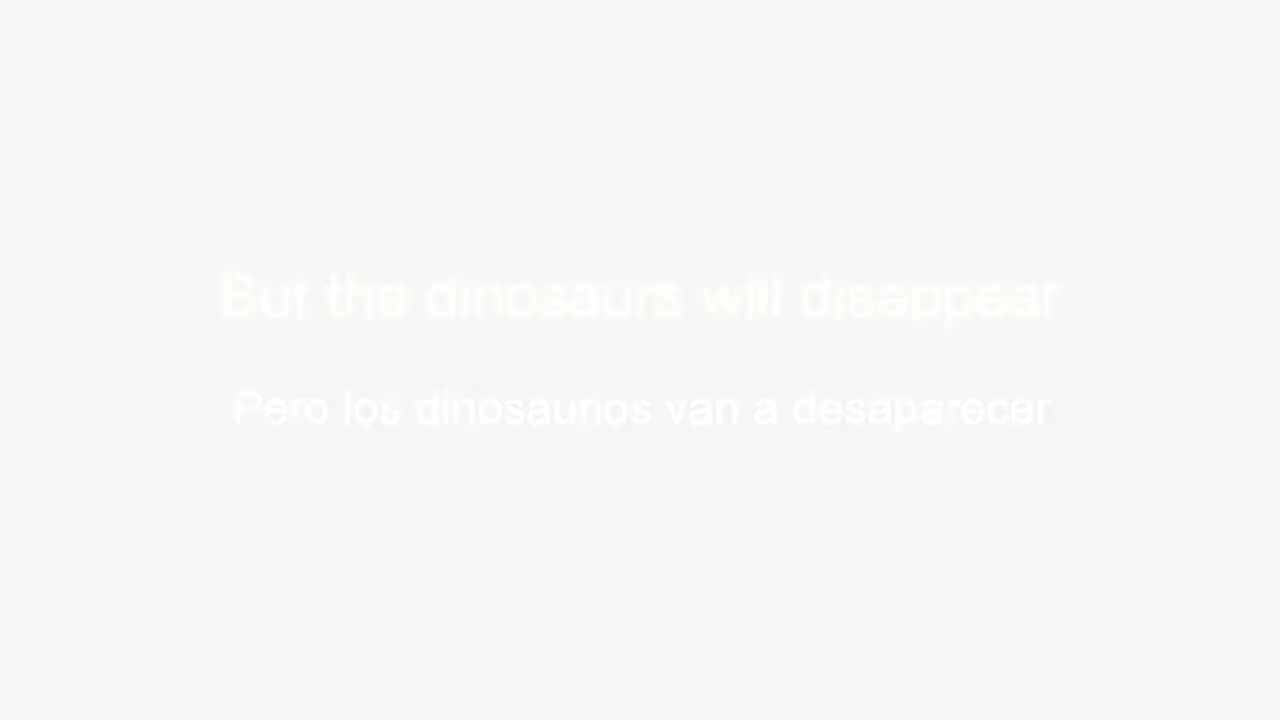 But the dinosaurs will disappear
Pero los dinosaurios van a desaparecer